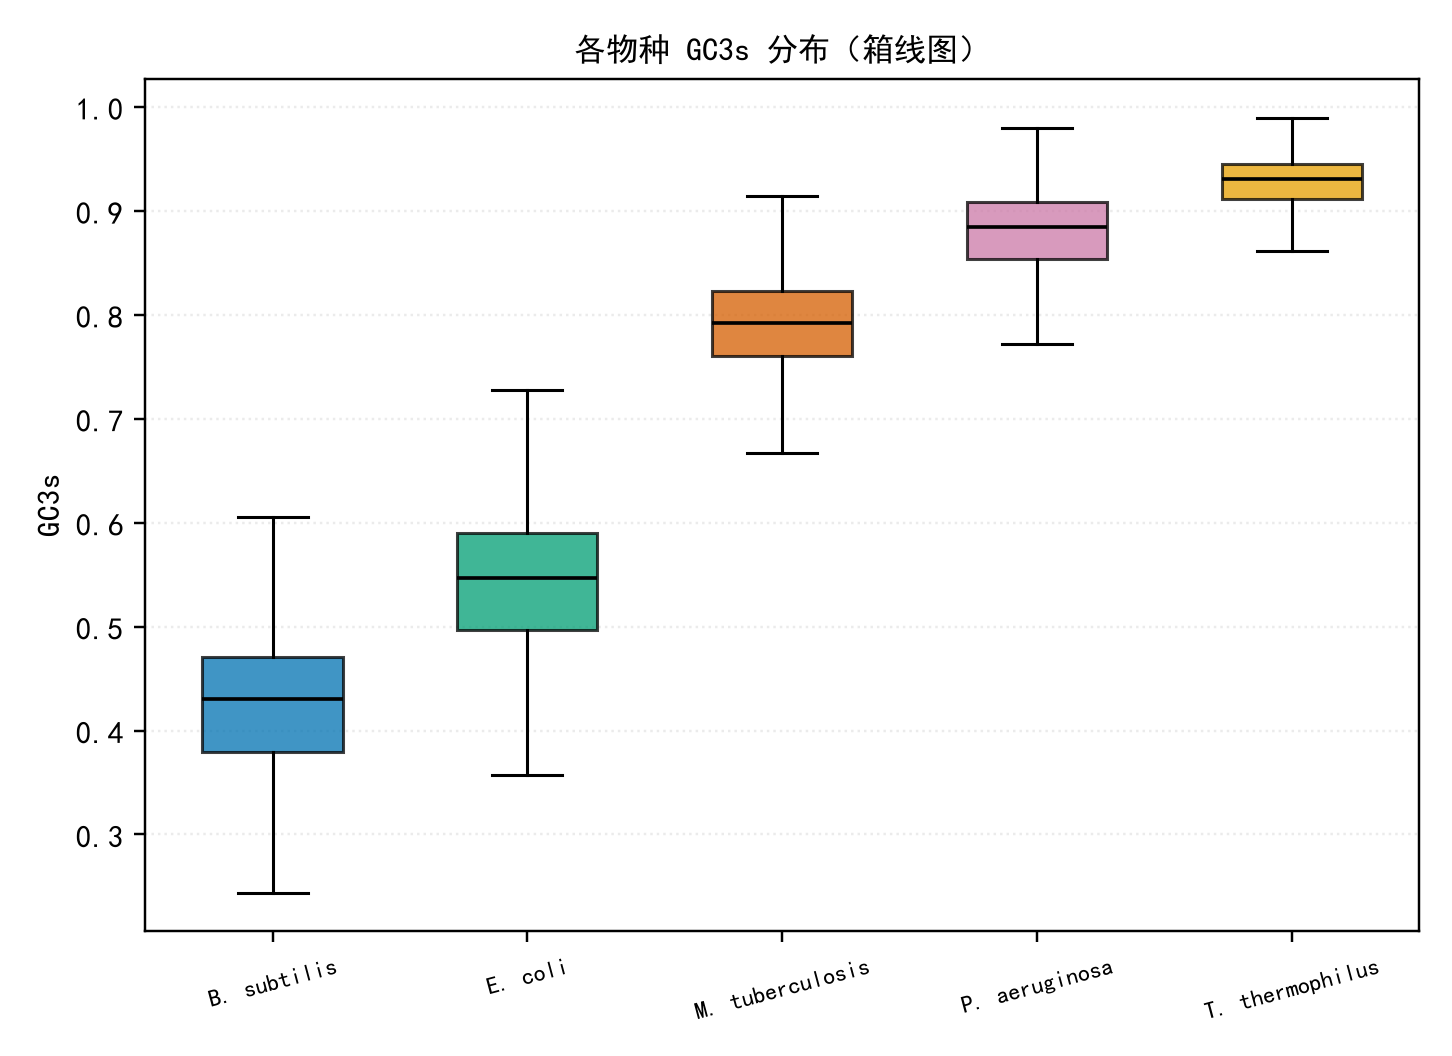 各物种 GC3s 分布（箱线图）
GC3s
1.0
0.9
0.8
0.7
0.6
0.5
0.4
0.3
B. subtilis
E. coli
M. tuberculosis
P. aeruginosa
T. thermophilus